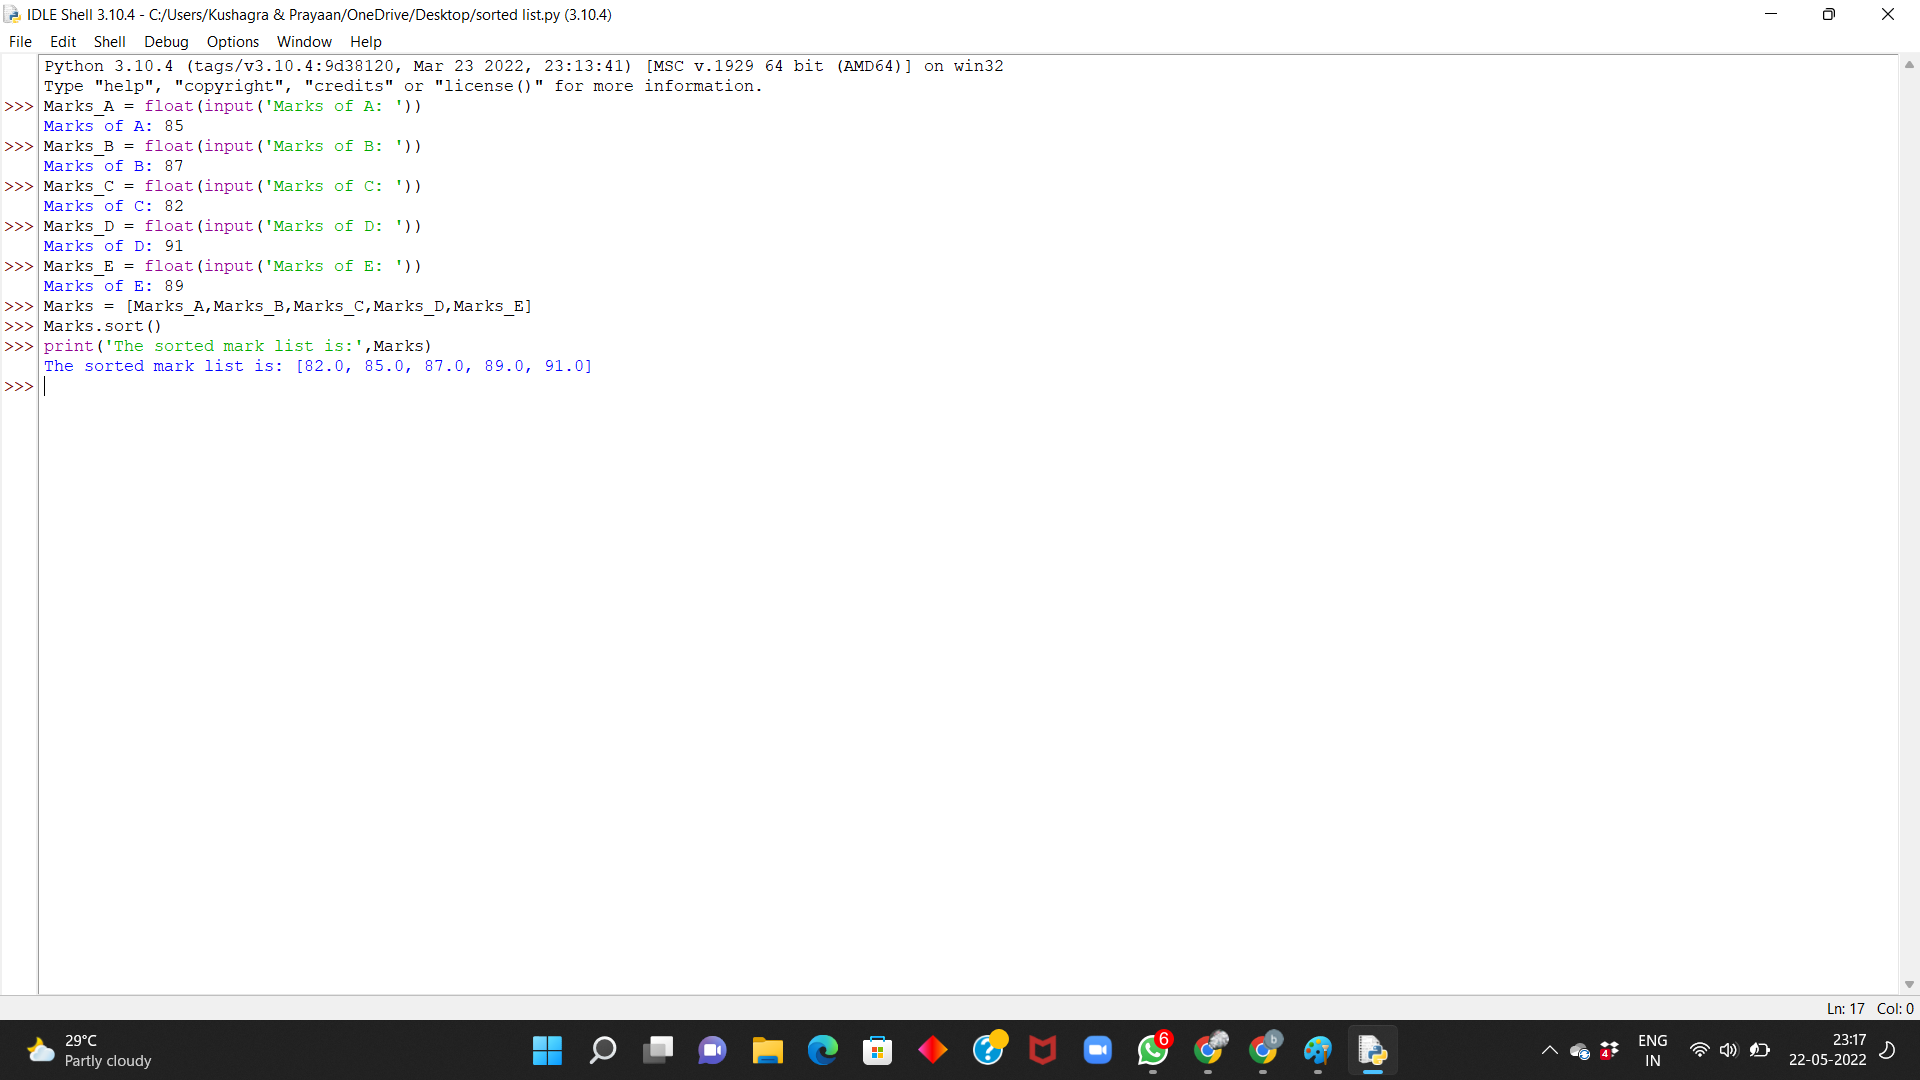 IDLE Shell 3.10.4 - C:/Users/Kushagra & Prayaan/OneDrive/Desktop/sorted list.py (3.10.4)
File Edit Shell Debug Options Window Help
Python 3.10.4 (tags/v3.10.4:9d38120, Mar 23 2022, 23:13:41) [MSC v.1929 64 bit (AMD64)] on win32
Type "help", "copyright", "credits" or "license()" for more information.
>>> Marks_A = float(input('Marks of A: '))
Marks of A: 85
>>> Marks_B = float(input('Marks of B: '))
Marks of B: 87
>>> Marks_C = float(input('Marks of C: '))
Marks of C: 82
>>> Marks_D = float(input('Marks of D: '))
Marks of D: 91
>>> Marks_E = float(input('Marks of E: '))
Marks of E: 89
>>> Marks = [Marks_A,Marks_B,Marks_C,Marks_D,Marks_E]
>>> Marks.sort()
>>> print('The sorted mark list is:',Marks)
The sorted mark list is: [82.0, 85.0, 87.0, 89.0, 91.0]
>>>
Ln: 17 Col: 0
29°C
Partly cloudy
6
b
4
ENG
IN
23:17
22-05-2022